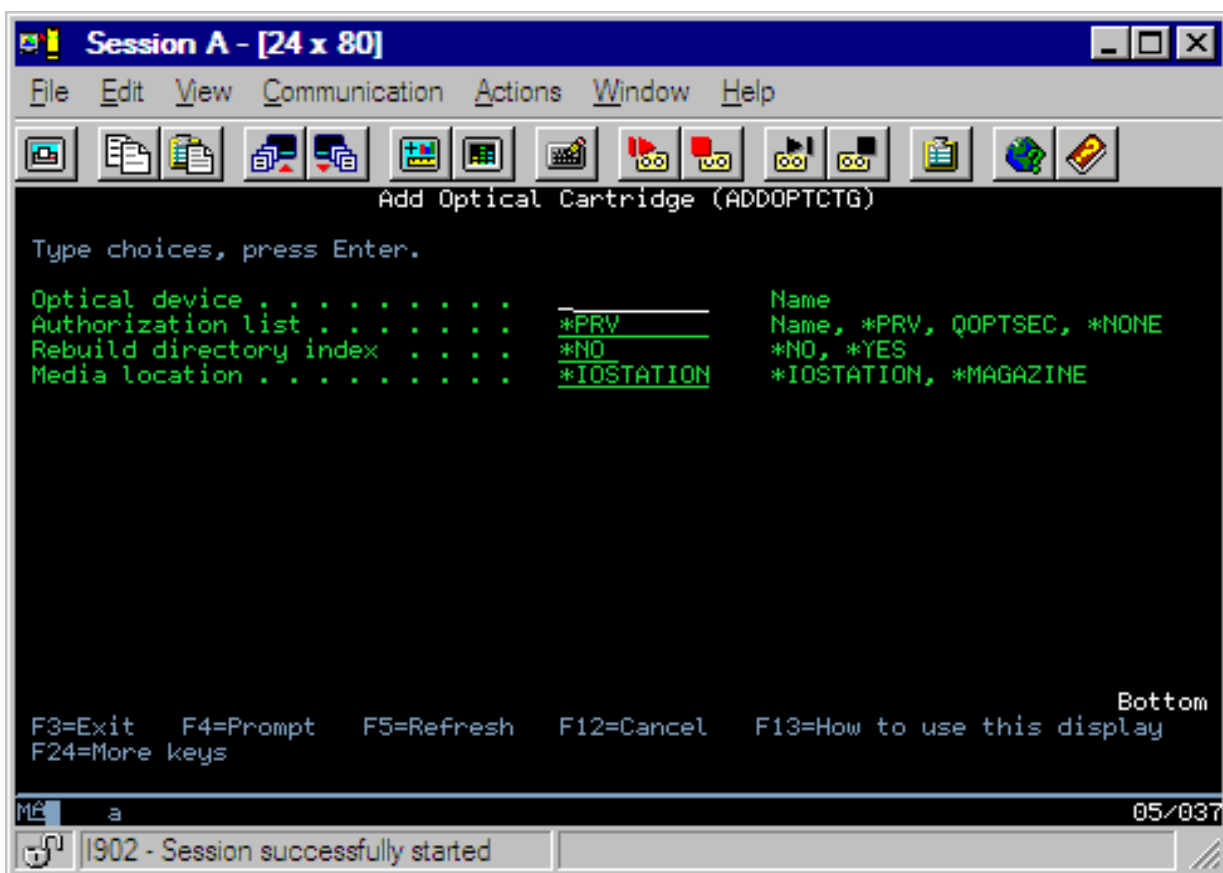 Session A - [24 x 80]
File Edit View Communication Actions Window Help
Add Optical Cartridge (ADDOPTCTG)
Type choices, press Enter.
Optical device . . . . . . . . . _ Name
Authorization list . . . . . . . *PRV Name, *PRV, QOPTSEC, *NONE
Rebuild directory index . . . . *NO *NO, *YES
Media location . . . . . . . . . *IOSTATION *IOSTATION, *MAGAZINE
Bottom
F3=Exit F4=Prompt F5=Refresh F12=Cancel F13=How to use this display
F24=More keys
MA a 05/037
I902 - Session successfully started